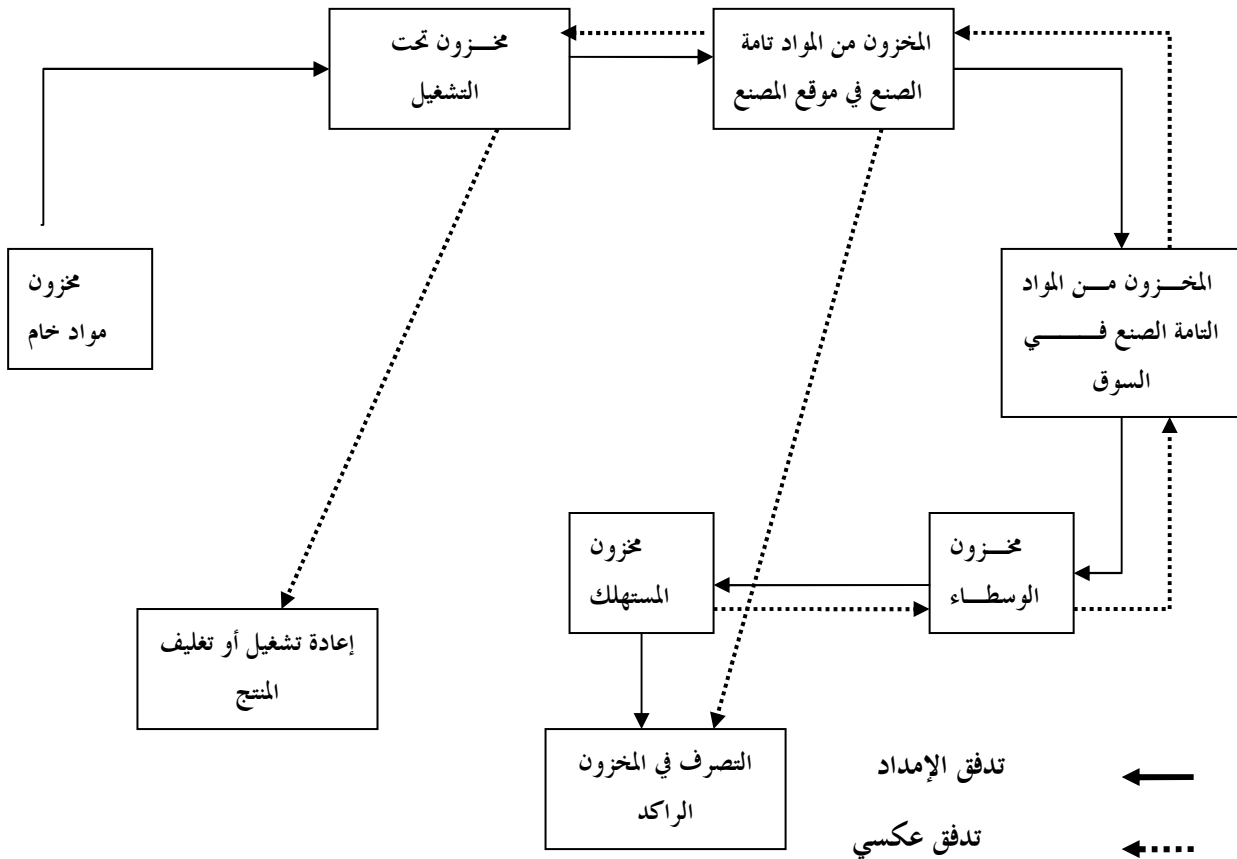 مخزون تحت
التشغيل
المخزون من المواد تامة
الصنع في موقع المصنع
مخزون
مواد خام
المخزون من المواد
التامة الصنع في
السوق
مخزون
الوسطاء
مخزون
المستهلك
إعادة تشغيل أو تغليف
المنتج
التصرف في المخزون
الراكد
تدفق الإمداد
تدفق عكسي